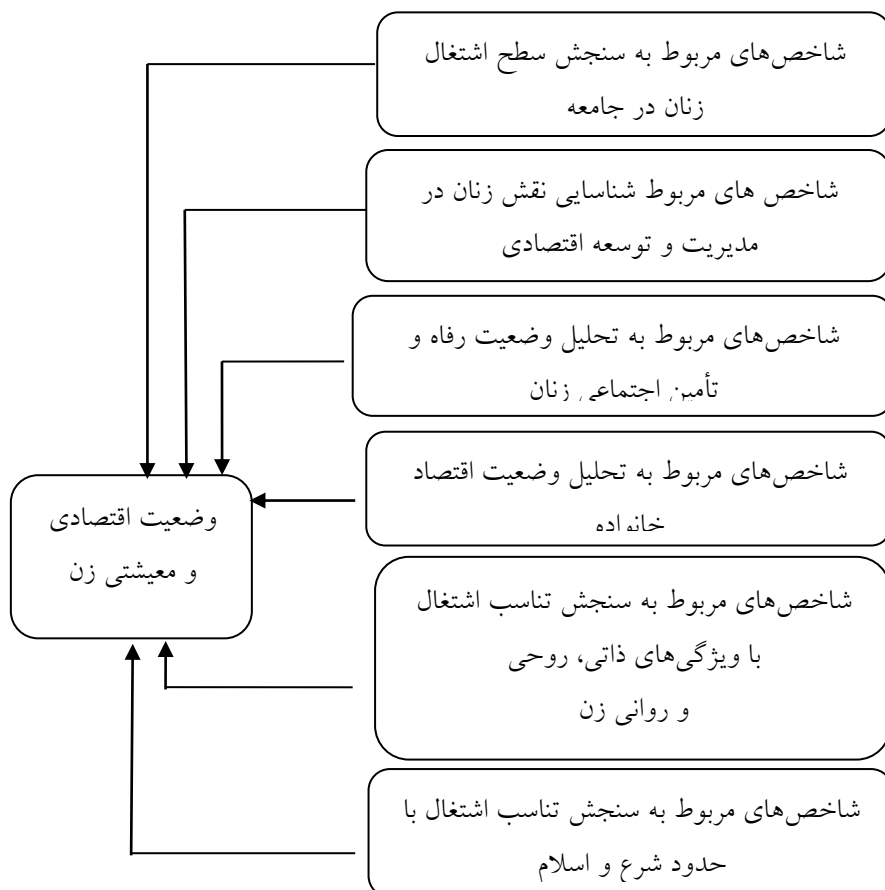 شاخص‌های مربوط به سنجش سطح اشتغال
زنان در جامعه
شاخص های مربوط شناسایی نقش زنان در
مدیریت و توسعه اقتصادی
شاخص‌های مربوط به تحلیل وضعیت رفاه و
تأمین اجتماعی زنان
شاخص‌های مربوط به تحلیل وضعیت اقتصاد
خانواده
وضعیت اقتصادی
و معیشتی زن
شاخص‌های مربوط به سنجش تناسب اشتغال
با ویژگی‌های ذاتی، روحی
و روانی زن
شاخص‌های مربوط به سنجش تناسب اشتغال با
حدود شرع و اسلام